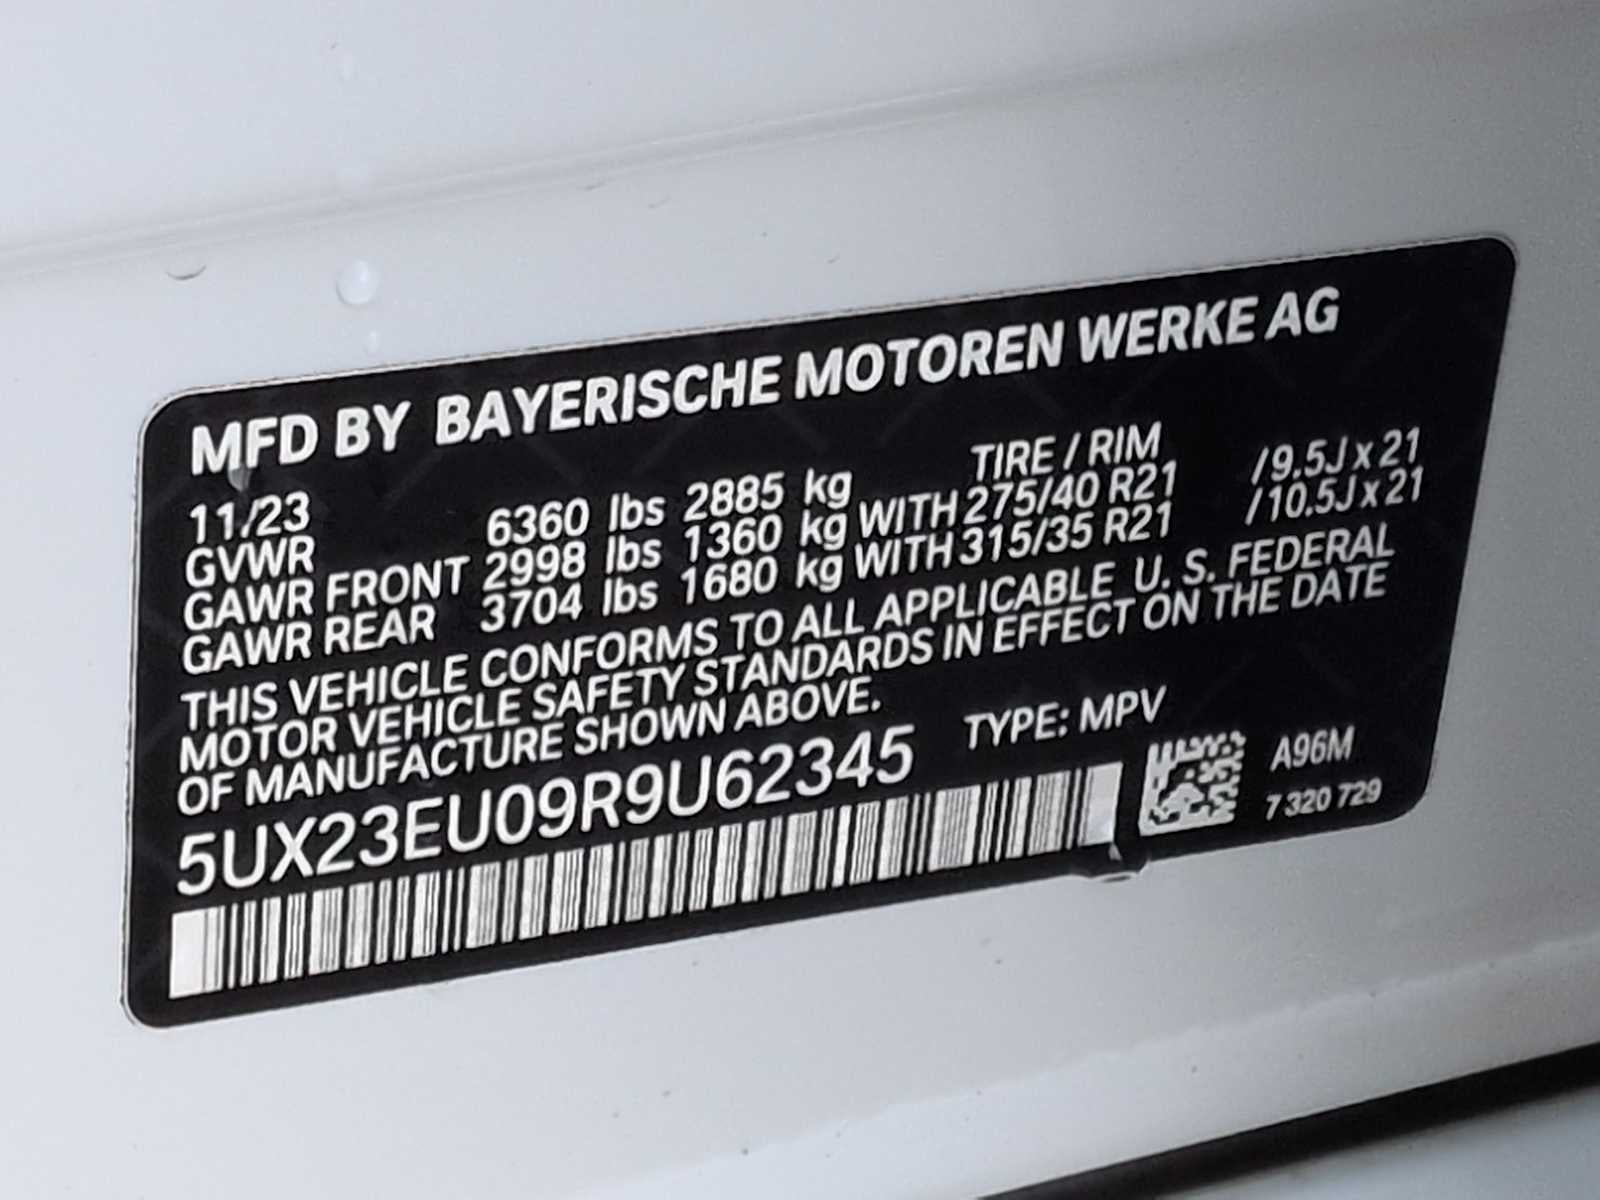 MFD BY BAYERISCHE MOTOREN WERKE AG
11/23 TIRE / RIM
GVWR 6360 lbs 2885 kg
GAWR FRONT 2998 lbs 1360 kg WITH 275/40 R21 /9.5J x 21
GAWR REAR 3704 lbs 1680 kg WITH 315/35 R21 /10.5J x 21
THIS VEHICLE CONFORMS TO ALL APPLICABLE U. S. FEDERAL
MOTOR VEHICLE SAFETY STANDARDS IN EFFECT ON THE DATE
OF MANUFACTURE SHOWN ABOVE.
5UX23EU09R9U62345 TYPE: MPV
A96M
7 320 729